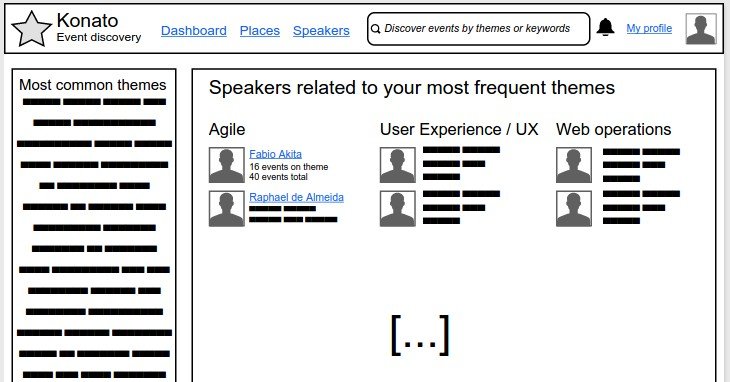 Konato
Event discovery
Dashboard Places Speakers
Discover events by themes or keywords
My profile
Most common themes
Speakers related to your most frequent themes
Agile
Fabio Akita
16 events on theme
40 events total
Raphael de Almeida
User Experience / UX
Web operations
[...]